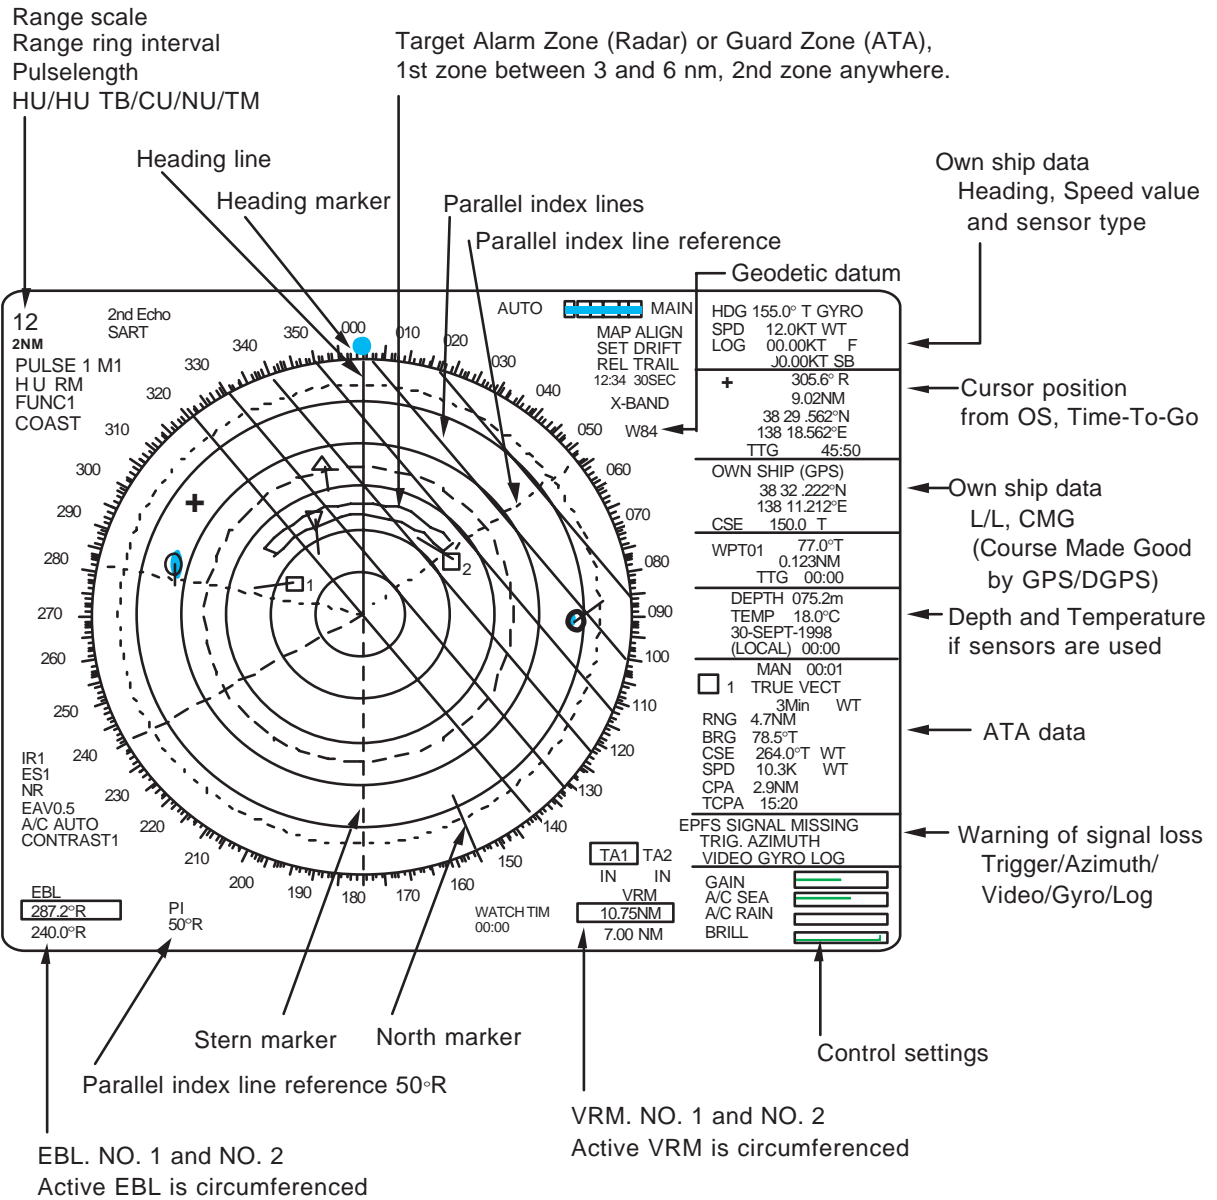 Range scale
Range ring interval
Pulselength
HU/HU TB/CU/NU/TM
Target Alarm Zone (Radar) or Guard Zone (ATA),
1st zone between 3 and 6 nm, 2nd zone anywhere.
Heading line
Heading marker
Parallel index lines
Parallel index line reference
Geodetic datum
Own ship data
Heading, Speed value
and sensor type
12
2NM
PULSE 1 M1
H U RM
FUNC1
COAST
2nd Echo
SART
AUTO
MAIN
MAP ALIGN
SET DRIFT
REL TRAIL
12:34 30SEC
X-BAND
W84
000
010
020
030
040
050
060
070
080
090
100
110
120
130
140
150
160
170
180
190
200
210
220
230
240
250
260
270
280
290
300
310
320
330
340
350
1
2
HDG 155.0° T GYRO
SPD 12.0KT WT
LOG 00.00KT F
00.00KT SB
+ 305.6° R
9.02NM
38 29 .562°N
138 18.562°E
TTG 45:50
OWN SHIP (GPS)
38 32 .222°N
138 11.212°E
CSE 150.0 T
WPT01 77.0°T
0.123NM
TTG 00:00
DEPTH 075.2m
TEMP 18.0°C
30-SEPT-1998
(LOCAL) 00:00
MAN 00:01
1 TRUE VECT
3Min WT
RNG 4.7NM
BRG 78.5°T
CSE 264.0°T WT
SPD 10.3K WT
CPA 2.9NM
TCPA 15:20
EPFS SIGNAL MISSING
TRIG. AZIMUTH
VIDEO GYRO LOG
GAIN
A/C SEA
A/C RAIN
BRILL
Cursor position
from OS, Time-To-Go
Own ship data
L/L, CMG
(Course Made Good
by GPS/DGPS)
Depth and Temperature
if sensors are used
ATA data
Warning of signal loss
Trigger/Azimuth/
Video/Gyro/Log
IR1
ES1
NR
EAV0.5
A/C AUTO
CONTRAST1
EBL
287.2°R
240.0°R
PI
50°R
WATCH TIM
00:00
TA1 TA2
IN IN
VRM
10.75NM
7.00 NM
Stern marker
North marker
Control settings
Parallel index line reference 50°R
VRM. NO. 1 and NO. 2
Active VRM is circumferenced
EBL. NO. 1 and NO. 2
Active EBL is circumferenced